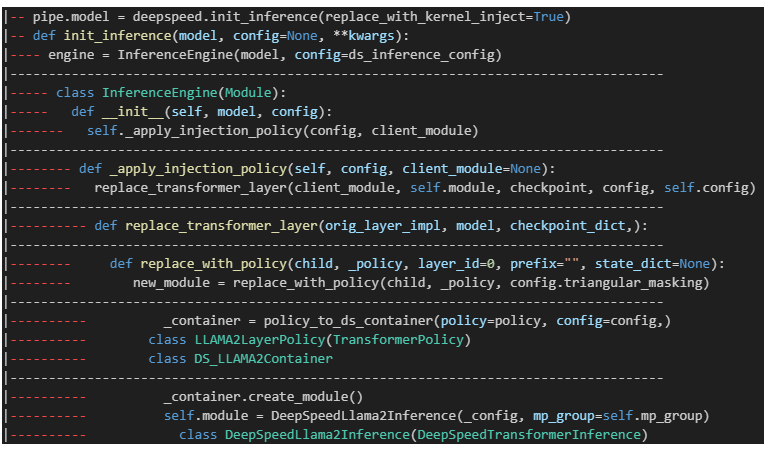 |-- pipe.model = deepspeed.init_inference(replace_with_kernel_inject=True)
|-- def init_inference(model, config=None, **kwargs):
|---- engine = InferenceEngine(model, config=ds_inference_config)
|-------------------------------------------------------------------------------------
|----- class InferenceEngine(Module):
|-----   def __init__(self, model, config):
|-------   self._apply_injection_policy(config, client_module)
|-------------------------------------------------------------------------------------
|-------- def _apply_injection_policy(self, config, client_module=None):
|--------   replace_transformer_layer(client_module, self.module, checkpoint, config, self.config)
|-------------------------------------------------------------------------------------
|---------- def replace_transformer_layer(orig_layer_impl, model, checkpoint_dict,):
|-------------------------------------------------------------------------------------
|--------     def replace_with_policy(child, _policy, layer_id=0, prefix="", state_dict=None):
|--------        new_module = replace_with_policy(child, _policy, config.triangular_masking)
|-------------------------------------------------------------------------------------
|----------          _container = policy_to_ds_container(policy=policy, config=config,)
|----------        class LLAMA2LayerPolicy(TransformerPolicy)
|----------        class DS_LLAMA2Container
|-------------------------------------------------------------------------------------
|----------          _container.create_module()
|----------          self.module = DeepSpeedLlama2Inference(_config, mp_group=self.mp_group)
|----------            class DeepSpeedLlama2Inference(DeepSpeedTransformerInference)